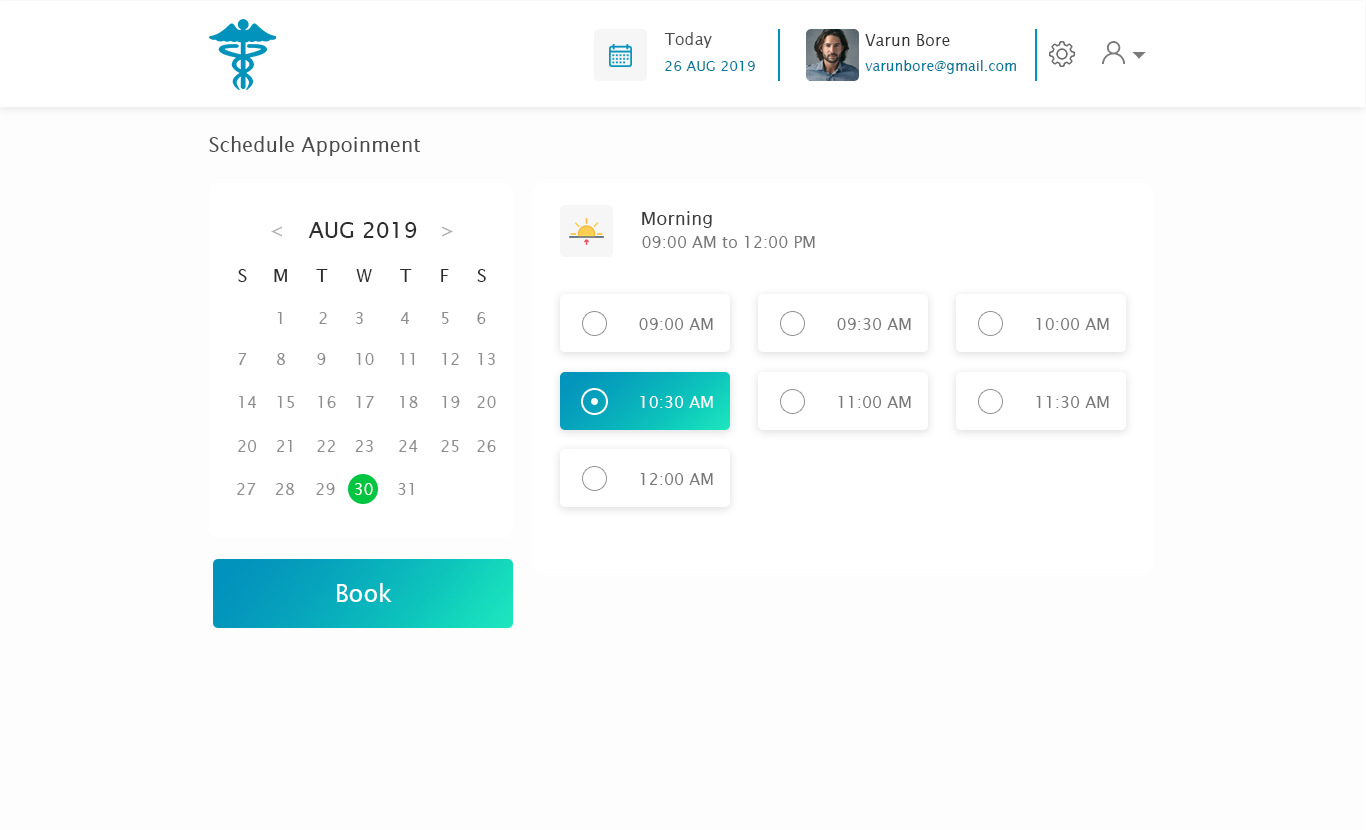 Today
26 AUG 2019
Varun Bore
varunbore@gmail.com
Schedule Appoinment
< AUG 2019 >
S M T W T F S
1 2 3 4 5 6
7 8 9 10 11 12 13
14 15 16 17 18 19 20
20 21 22 23 24 25 26
27 28 29 30 31
Book
Morning
09:00 AM to 12:00 PM
09:00 AM 09:30 AM 10:00 AM
10:30 AM 11:00 AM 11:30 AM
12:00 AM